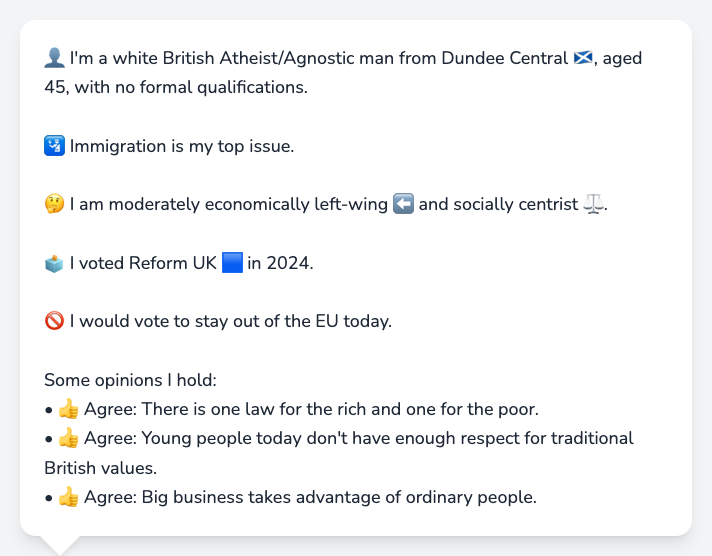 👤 I'm a white British Atheist/Agnostic man from Dundee Central 🏴󠁧󠁢󠁳󠁣󠁴󠁿, aged
45, with no formal qualifications.
🛂 Immigration is my top issue.
🤔 I am moderately economically left-wing ⬅️ and socially centrist ⚖️.
🗳️ I voted Reform UK 🟦 in 2024.
🚫 I would vote to stay out of the EU today.
Some opinions I hold:
• 👍 Agree: There is one law for the rich and one for the poor.
• 👍 Agree: Young people today don't have enough respect for traditional
British values.
• 👍 Agree: Big business takes advantage of ordinary people.